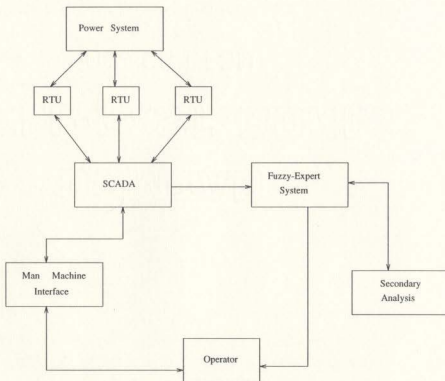 Power System
RTU RTU RTU
SCADA
Fuzzy-Expert
System
Man Machine
Interface
Secondary
Analysis
Operator